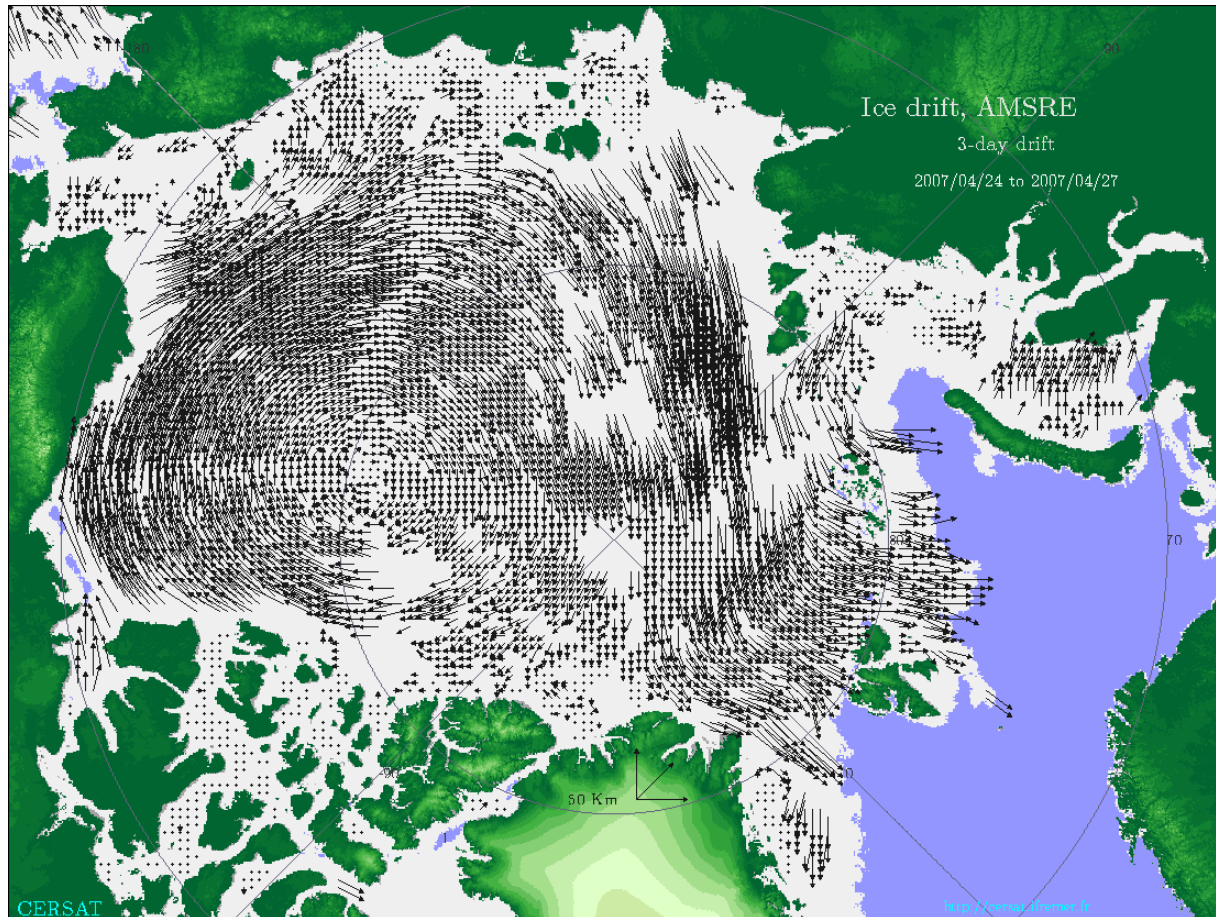 180
90
Ice drift, AMSRE
3-day drift
2007/04/24 to 2007/04/27
80
70
-90
0
50 Km
CERSAT
http://cersat.ifremer.fr